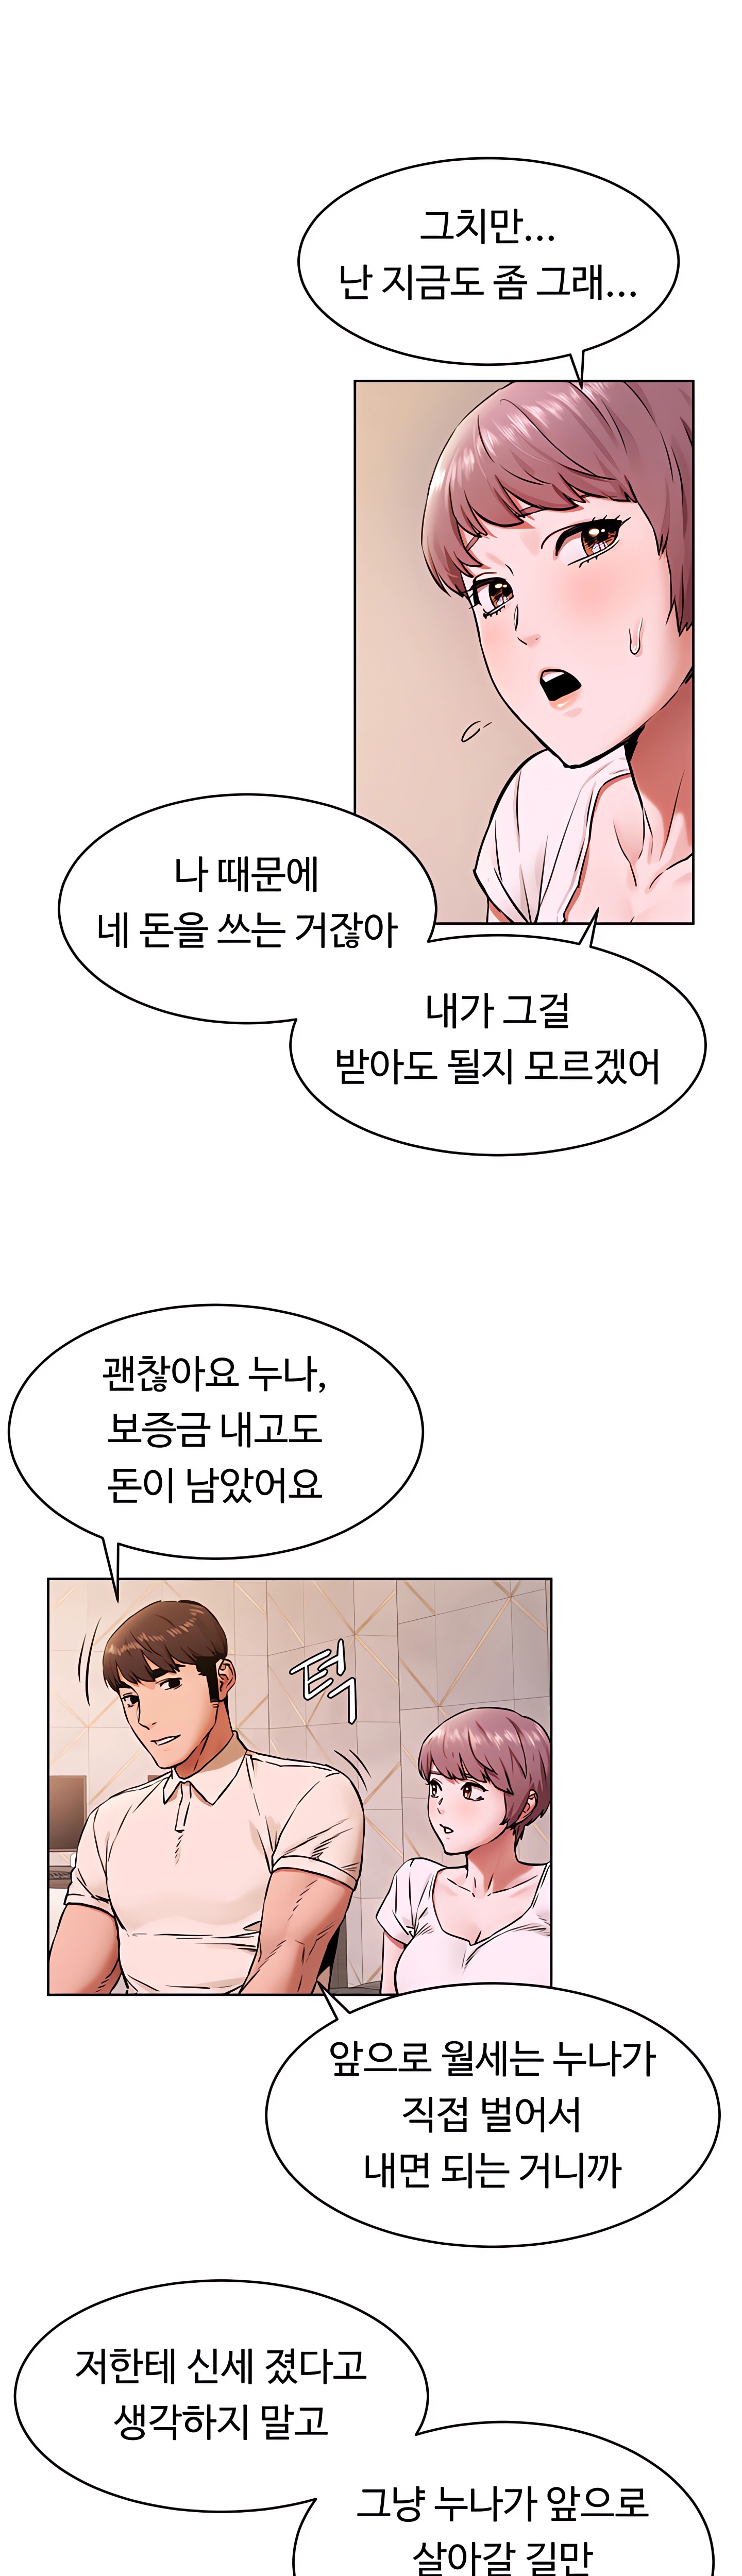 그치만...
난 지금도 좀 그래...
나 때문에
네 돈을 쓰는 거잖아
내가 그걸
받아도 될지 모르겠어
괜찮아요 누나,
보증금 내고도
돈이 남았어요
턱
앞으로 월세는 누나가
직접 벌어서
내면 되는 거니까
저한테 신세 졌다고
생각하지 말고
그냥 누나가 앞으로
살아갈 길만